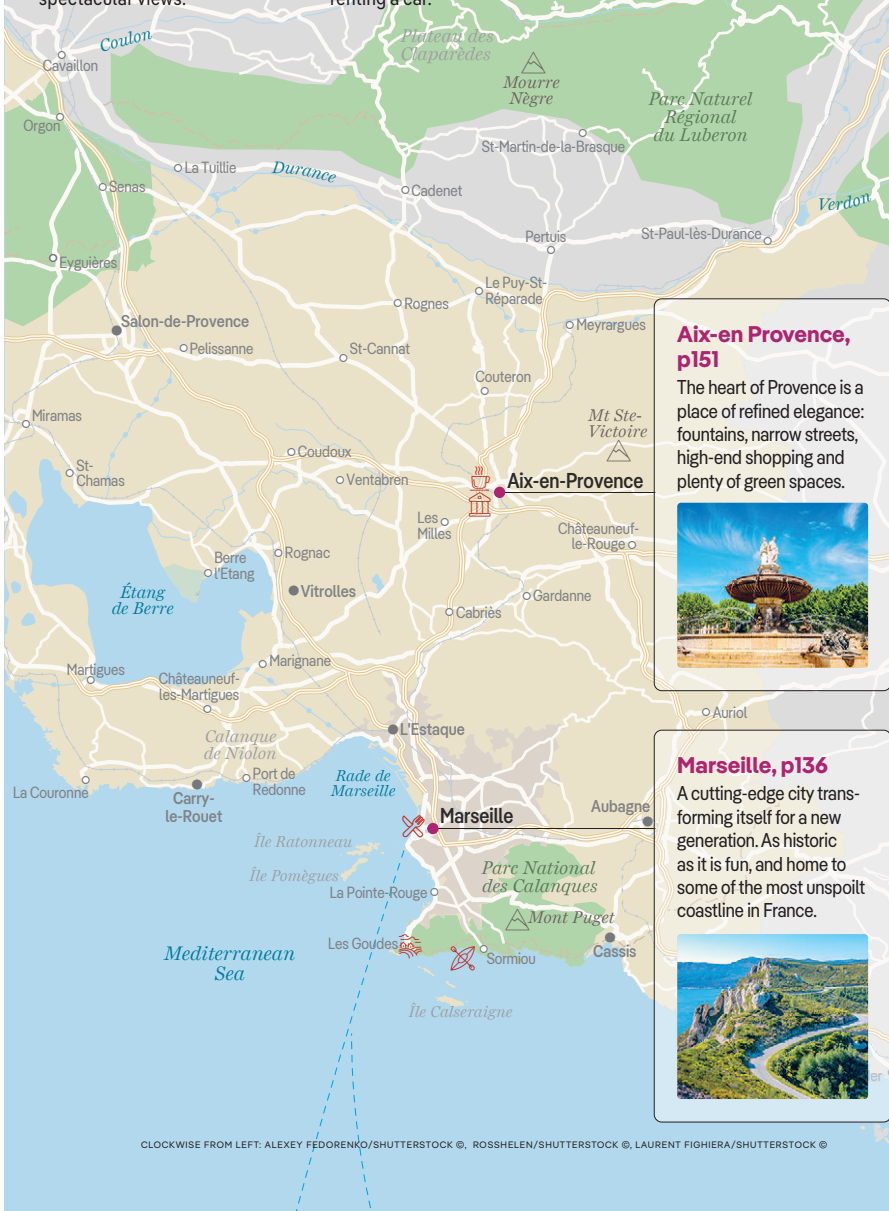 spectacular views.
renting a car.
Coulon
Cavaillon
Plateau des
Claparèdes
Mourre
Nègre
Parc Naturel
Régional
du Luberon
Orgon
St-Martin-de-la-Brasque
La Tuillie
Durance
Senas
Cadenet
Verdon
Pertuis
St-Paul-lès-Durance
Eyguières
Le Puy-St-
Réparade
Rognes
Salon-de-Provence
Meyrargues
Pelissanne
St-Cannat
Couteron
Aix-en Provence,
p151
The heart of Provence is a
place of refined elegance:
fountains, narrow streets,
high-end shopping and
plenty of green spaces.
Miramas
Mt Ste-
Victoire
Coudoux
St-
Chamas
Ventabren
Aix-en-Provence
Les
Milles
Châteauneuf-
le-Rouge
Berre
l'Etang
Rognac
Étang
de Berre
Vitrolles
Gardanne
Cabriès
Martigues
Marignane
Châteauneuf-
les-Martigues
Auriol
L'Estaque
Calanque
de Niolon
La Couronne
Carry-
le-Rouet
Port de
Redonne
Rade de
Marseille
Marseille, p136
A cutting-edge city trans-
forming itself for a new
generation. As historic
as it is fun, and home to
some of the most unspoilt
coastline in France.
Aubagne
Marseille
Île Ratonneau
Île Pomègues
Parc National
des Calanques
La Pointe-Rouge
Mont Puget
Mediterranean
Sea
Les Goudes
Sormiou
Cassis
Île Calseraigne
CLOCKWISE FROM LEFT: ALEXEY FEDORENKO/SHUTTERSTOCK ©, ROSSHELEN/SHUTTERSTOCK ©, LAURENT FIGHIERA/SHUTTERSTOCK ©